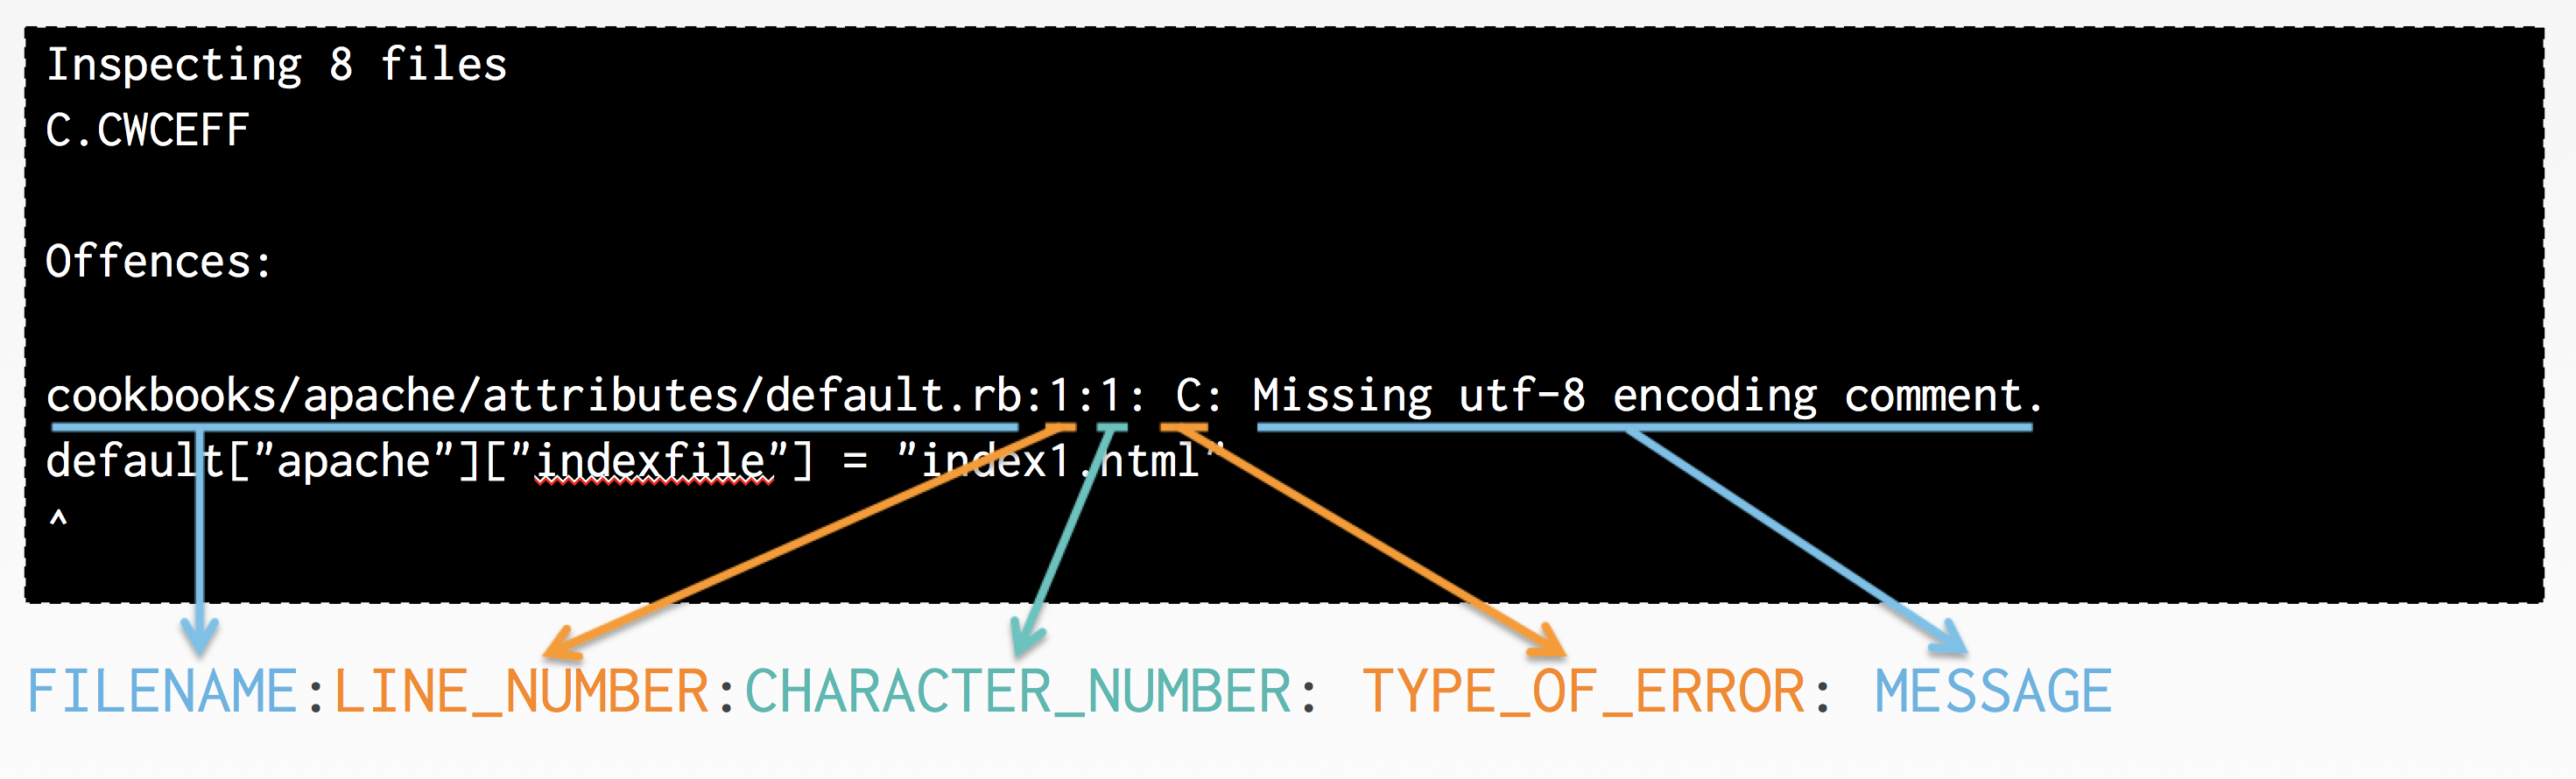 Inspecting 8 files
C.CWCEFF
Offences:
cookbooks/apache/attributes/default.rb:1:1: C: Missing utf-8 encoding comment.
default["apache"]["indexfile"] = "index1.html"
^
FILENAME:LINE_NUMBER:CHARACTER_NUMBER: TYPE_OF_ERROR: MESSAGE